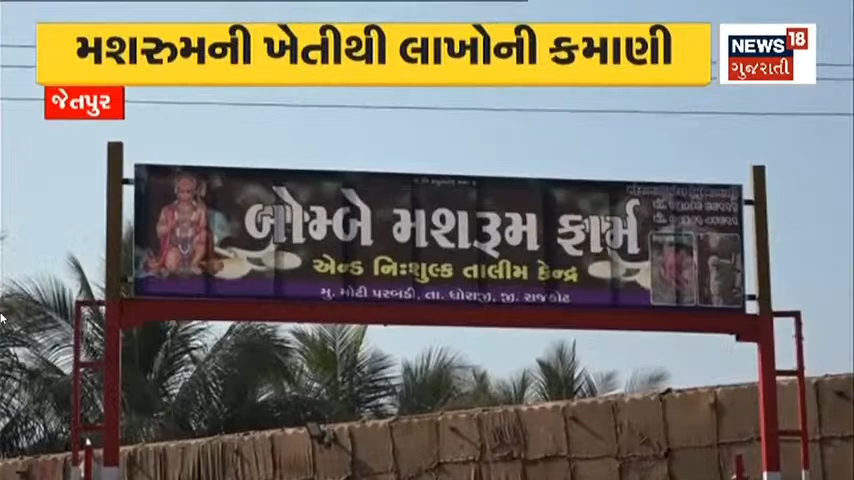 મશરુમની ખેતીથી લાખોની કમાણી
NEWS18
ગુજરાતી
જેતપુર
બોમ્બે મશરૂમ ફાર્મ
એન્ડ નિઃશુલ્ક તાલીમ કેન્દ્ર
મુ. મોટી પરબડી, તા. ધોરાજી, જી. રાજકોટ